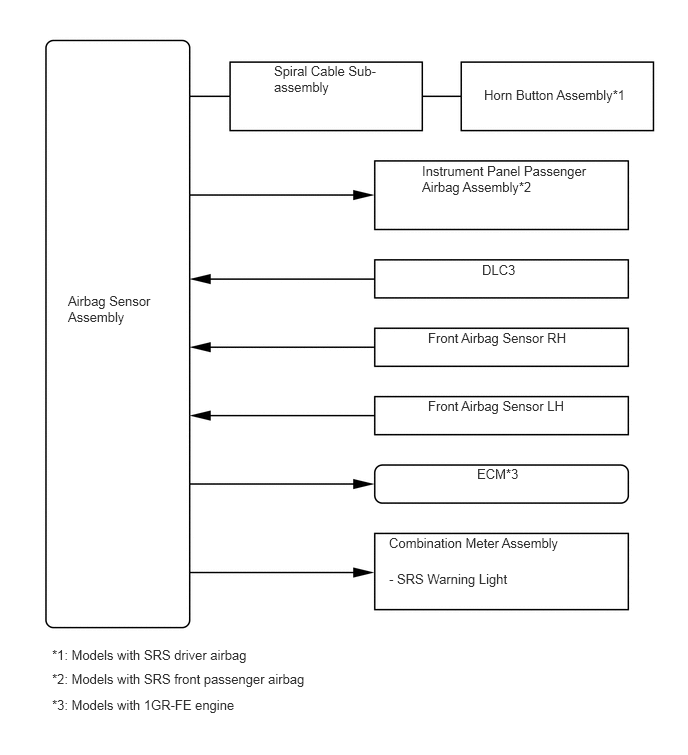 Spiral Cable Sub-
assembly
Horn Button Assembly*1
Instrument Panel Passenger
Airbag Assembly*2
DLC3
Airbag Sensor
Assembly
Front Airbag Sensor RH
Front Airbag Sensor LH
ECM*3
Combination Meter Assembly
- SRS Warning Light
*1: Models with SRS driver airbag
*2: Models with SRS front passenger airbag
*3: Models with 1GR-FE engine